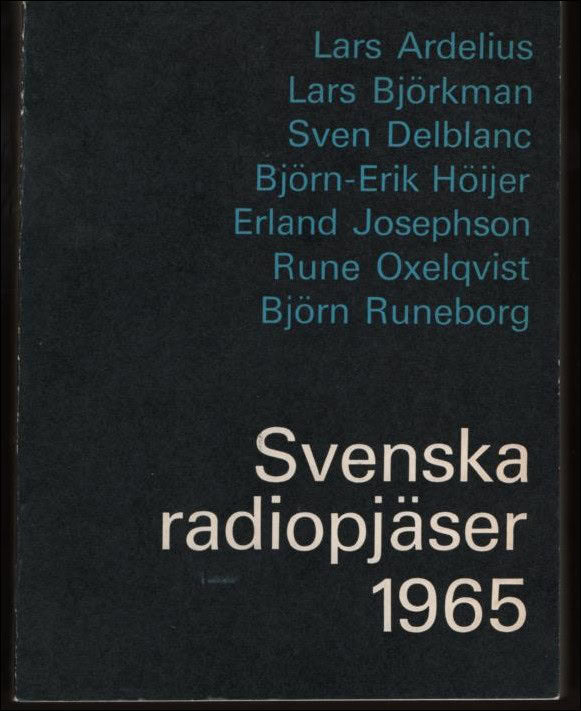 Lars Ardelius
Lars Björkman
Sven Delblanc
Björn-Erik Höijer
Erland Josephson
Rune Oxelqvist
Björn Runeborg
Svenska
radiopjäser
1965